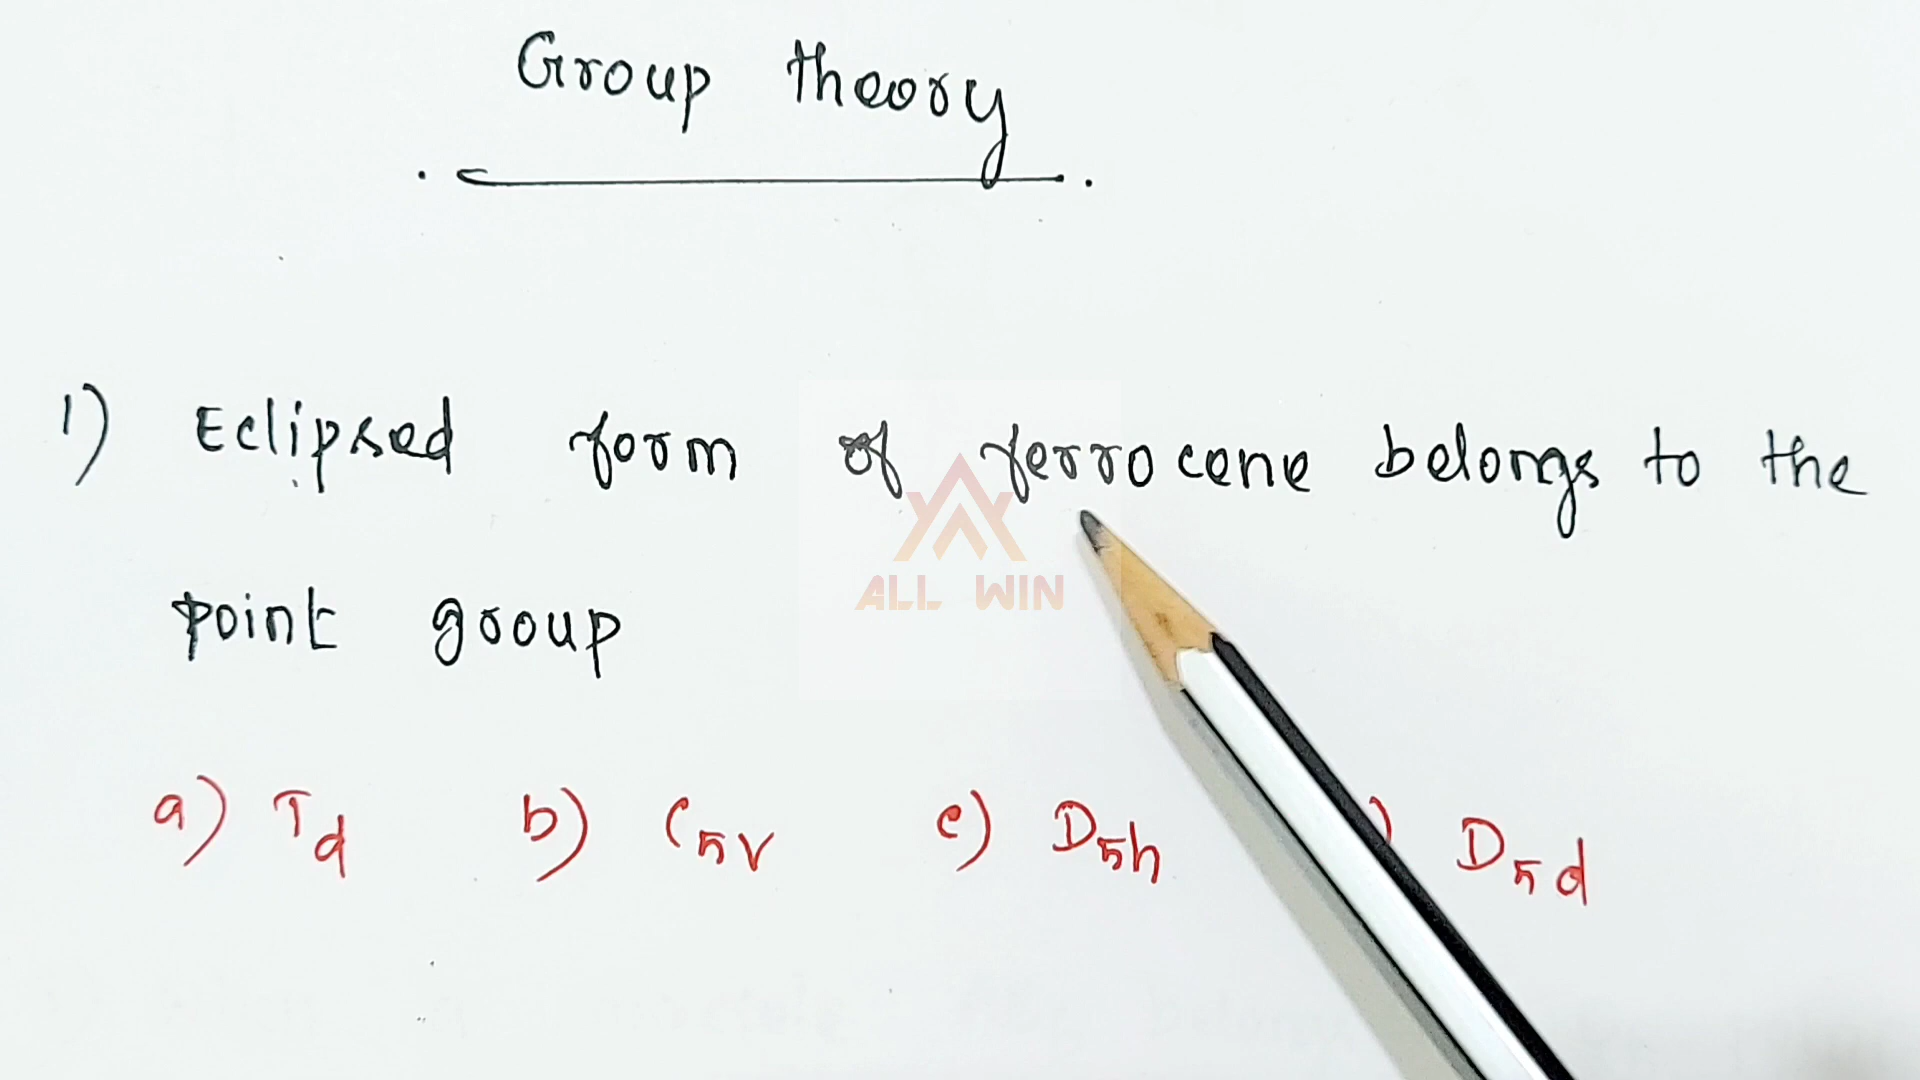 Group theory
1) Eclipsed form of ferrocene belongs to the
ALL WIN
point group
a) Td b) C5v c) D5h ) D5d